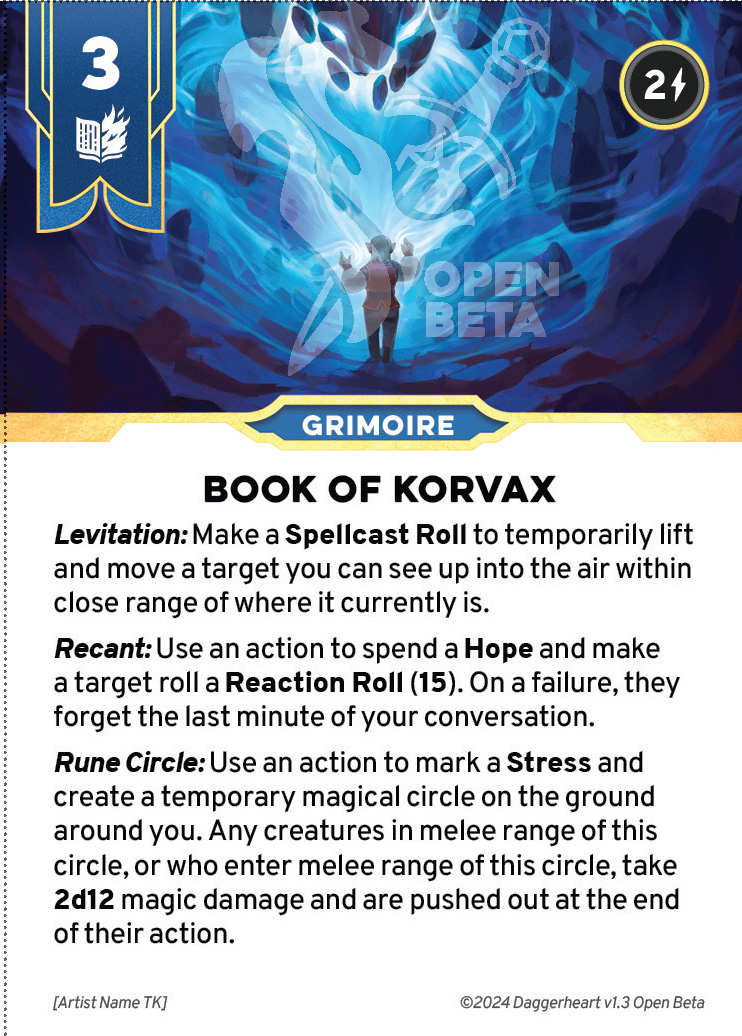 3
2
OPEN
BETA
GRIMOIRE
BOOK OF KORVAX
Levitation: Make a Spellcast Roll to temporarily lift
and move a target you can see up into the air within
close range of where it currently is.
Recant: Use an action to spend a Hope and make
a target roll a Reaction Roll (15). On a failure, they
forget the last minute of your conversation.
Rune Circle: Use an action to mark a Stress and
create a temporary magical circle on the ground
around you. Any creatures in melee range of this
circle, or who enter melee range of this circle, take
2d12 magic damage and are pushed out at the end
of their action.
[Artist Name TK]
©2024 Daggerheart v1.3 Open Beta